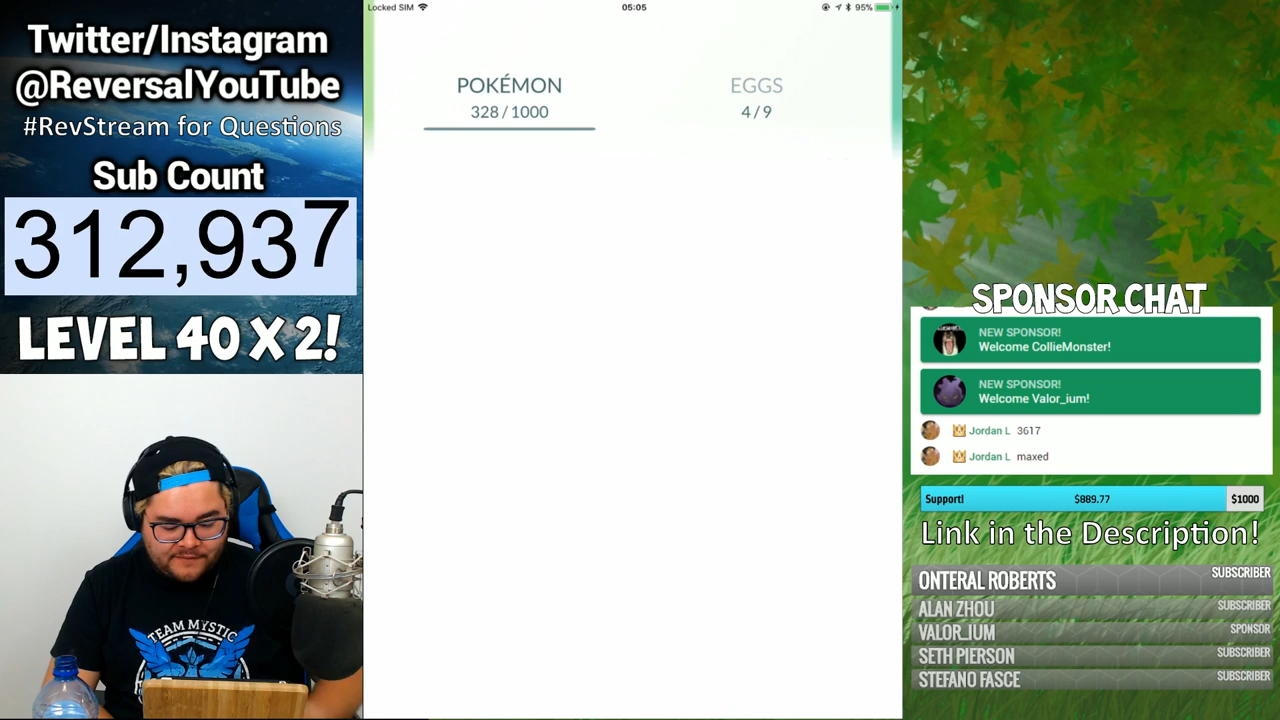 Twitter/Instagram
@ReversalYouTube
#RevStream for Questions
Sub Count
312,937
LEVEL 40 X 2!
TEAM MYSTIC
Locked SIM
05:05
95%
POKÉMON
328 / 1000
EGGS
4 / 9
SPONSOR CHAT
NEW SPONSOR!
Welcome CollieMonster!
NEW SPONSOR!
Welcome Valor_ium!
Jordan L 3617
Jordan L maxed
Support! $889.77 $1000
Link in the Description!
ONTERAL ROBERTS SUBSCRIBER
ALAN ZHOU SUBSCRIBER
VALOR_IUM SPONSOR
SETH PIERSON SUBSCRIBER
STEFANO FASCE SUBSCRIBER